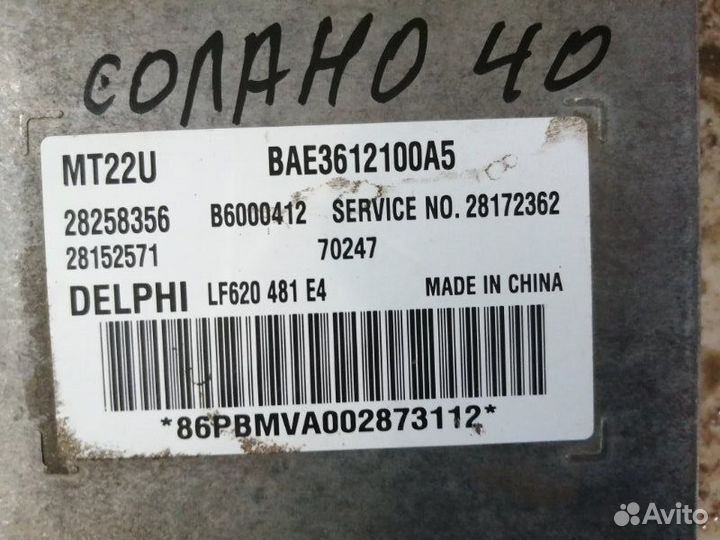 СОЛАНО 40
MT22U BAE3612100A5
28258356 B6000412 SERVICE NO. 28172362
28152571 70247
DELPHI LF620 481 E4 MADE IN CHINA
*86PBMVA002873112*
Avito